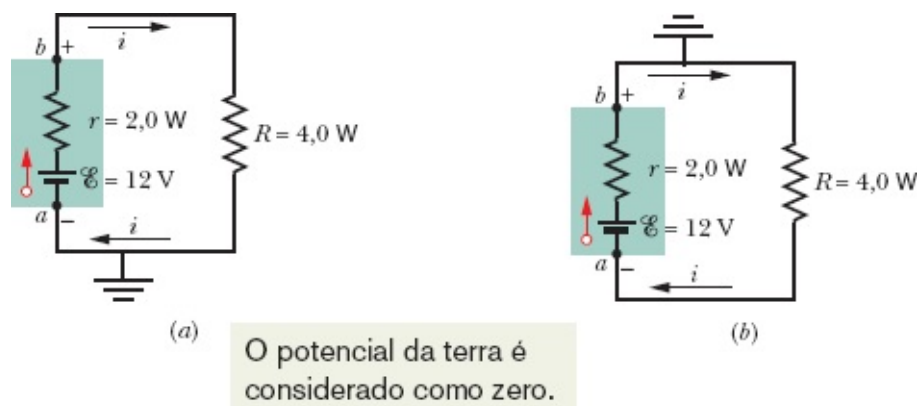 b + i
r = 2,0 W
R = 4,0 W
ℰ = 12 V
a – i
(a)
b + i
r = 2,0 W
R = 4,0 W
ℰ = 12 V
a – i
(b)
O potencial da terra é
considerado como zero.